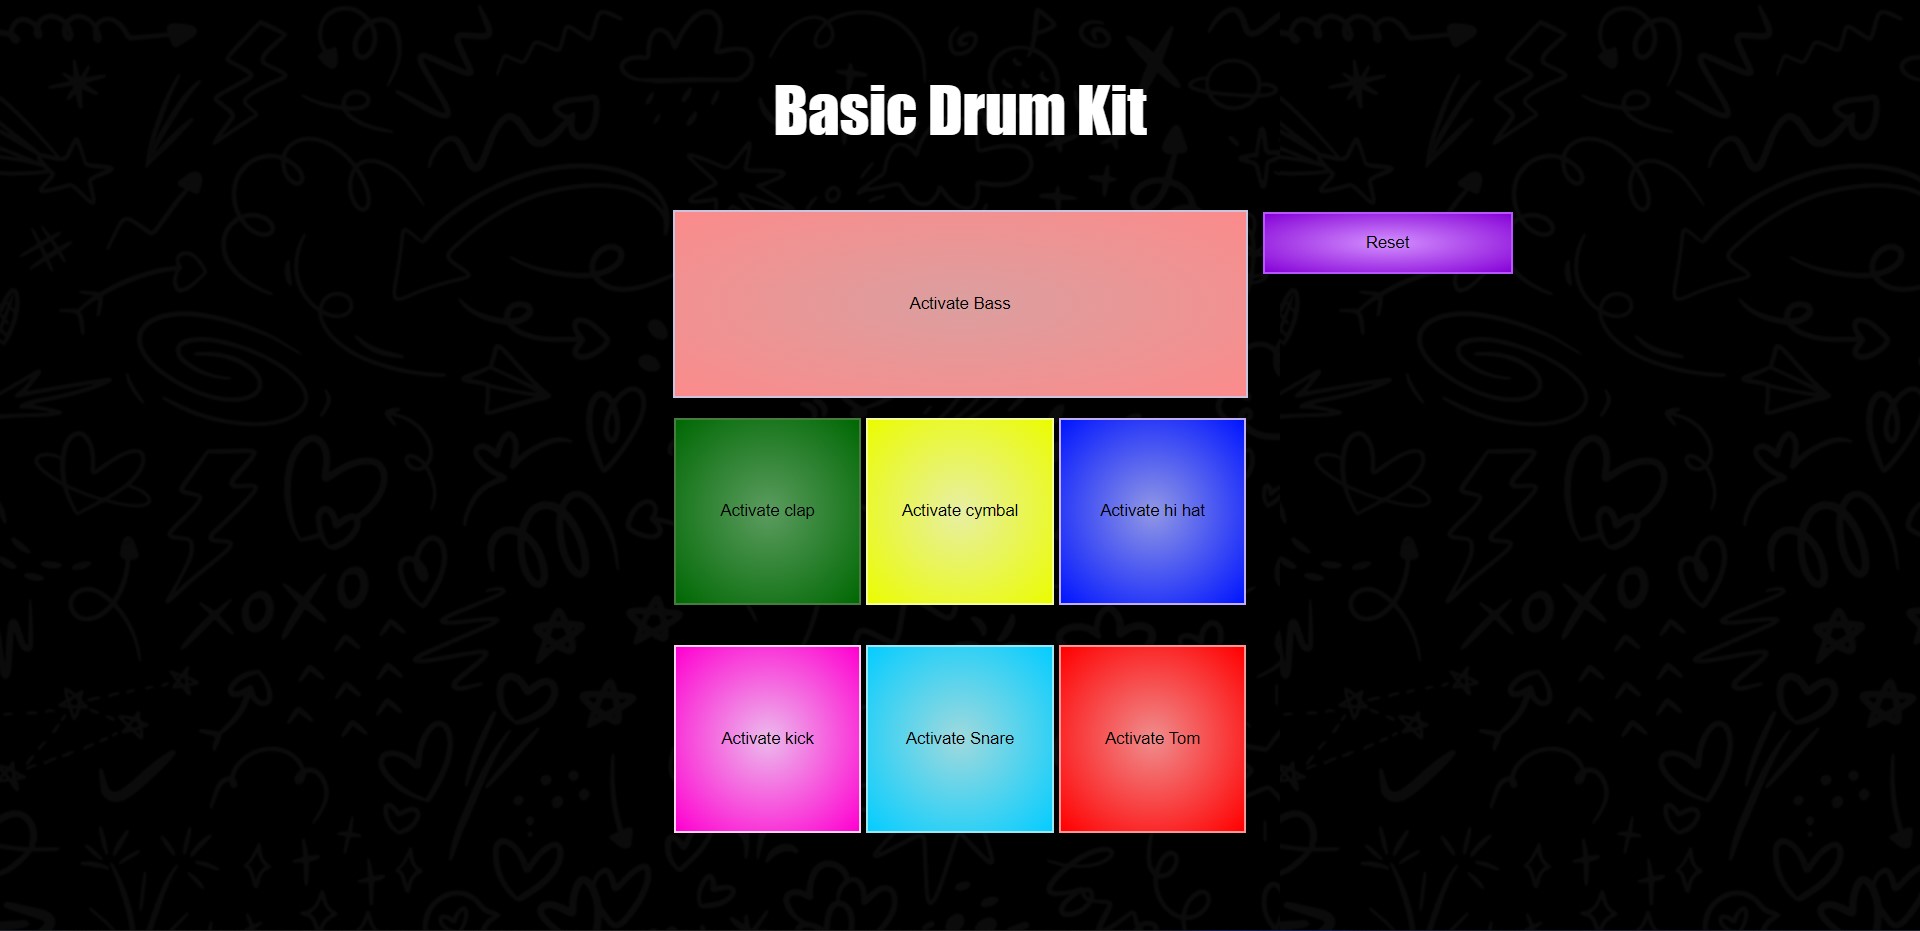 Basic Drum Kit
Activate Bass
Reset
Activate clap
Activate cymbal
Activate hi hat
Activate kick
Activate Snare
Activate Tom